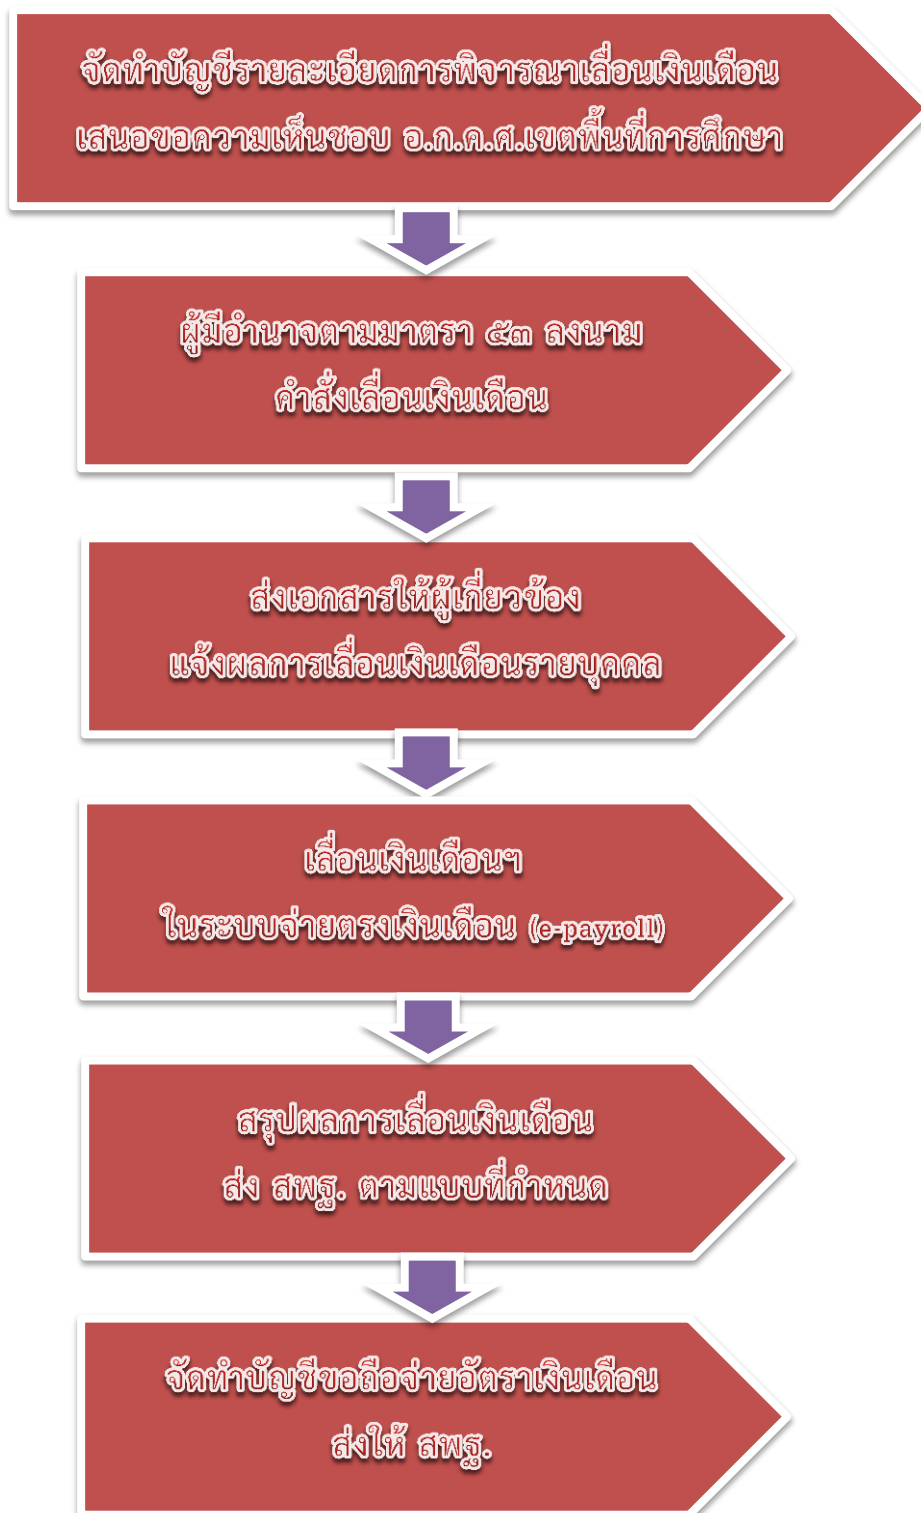 จัดทำบัญชีรายละเอียดการพิจารณาเลื่อนเงินเดือน
เสนอขอความเห็นชอบ อ.ก.ค.ศ.เขตพื้นที่การศึกษา
ผู้มีอำนาจตามมาตรา ๕๓ ลงนาม
คำสั่งเลื่อนเงินเดือน
ส่งเอกสารให้ผู้เกี่ยวข้อง
แจ้งผลการเลื่อนเงินเดือนรายบุคคล
เลื่อนเงินเดือนฯ
ในระบบจ่ายตรงเงินเดือน (e-payroll)
สรุปผลการเลื่อนเงินเดือน
ส่ง สพฐ. ตามแบบที่กำหนด
จัดทำบัญชีขอถือจ่ายอัตราเงินเดือน
ส่งให้ สพฐ.